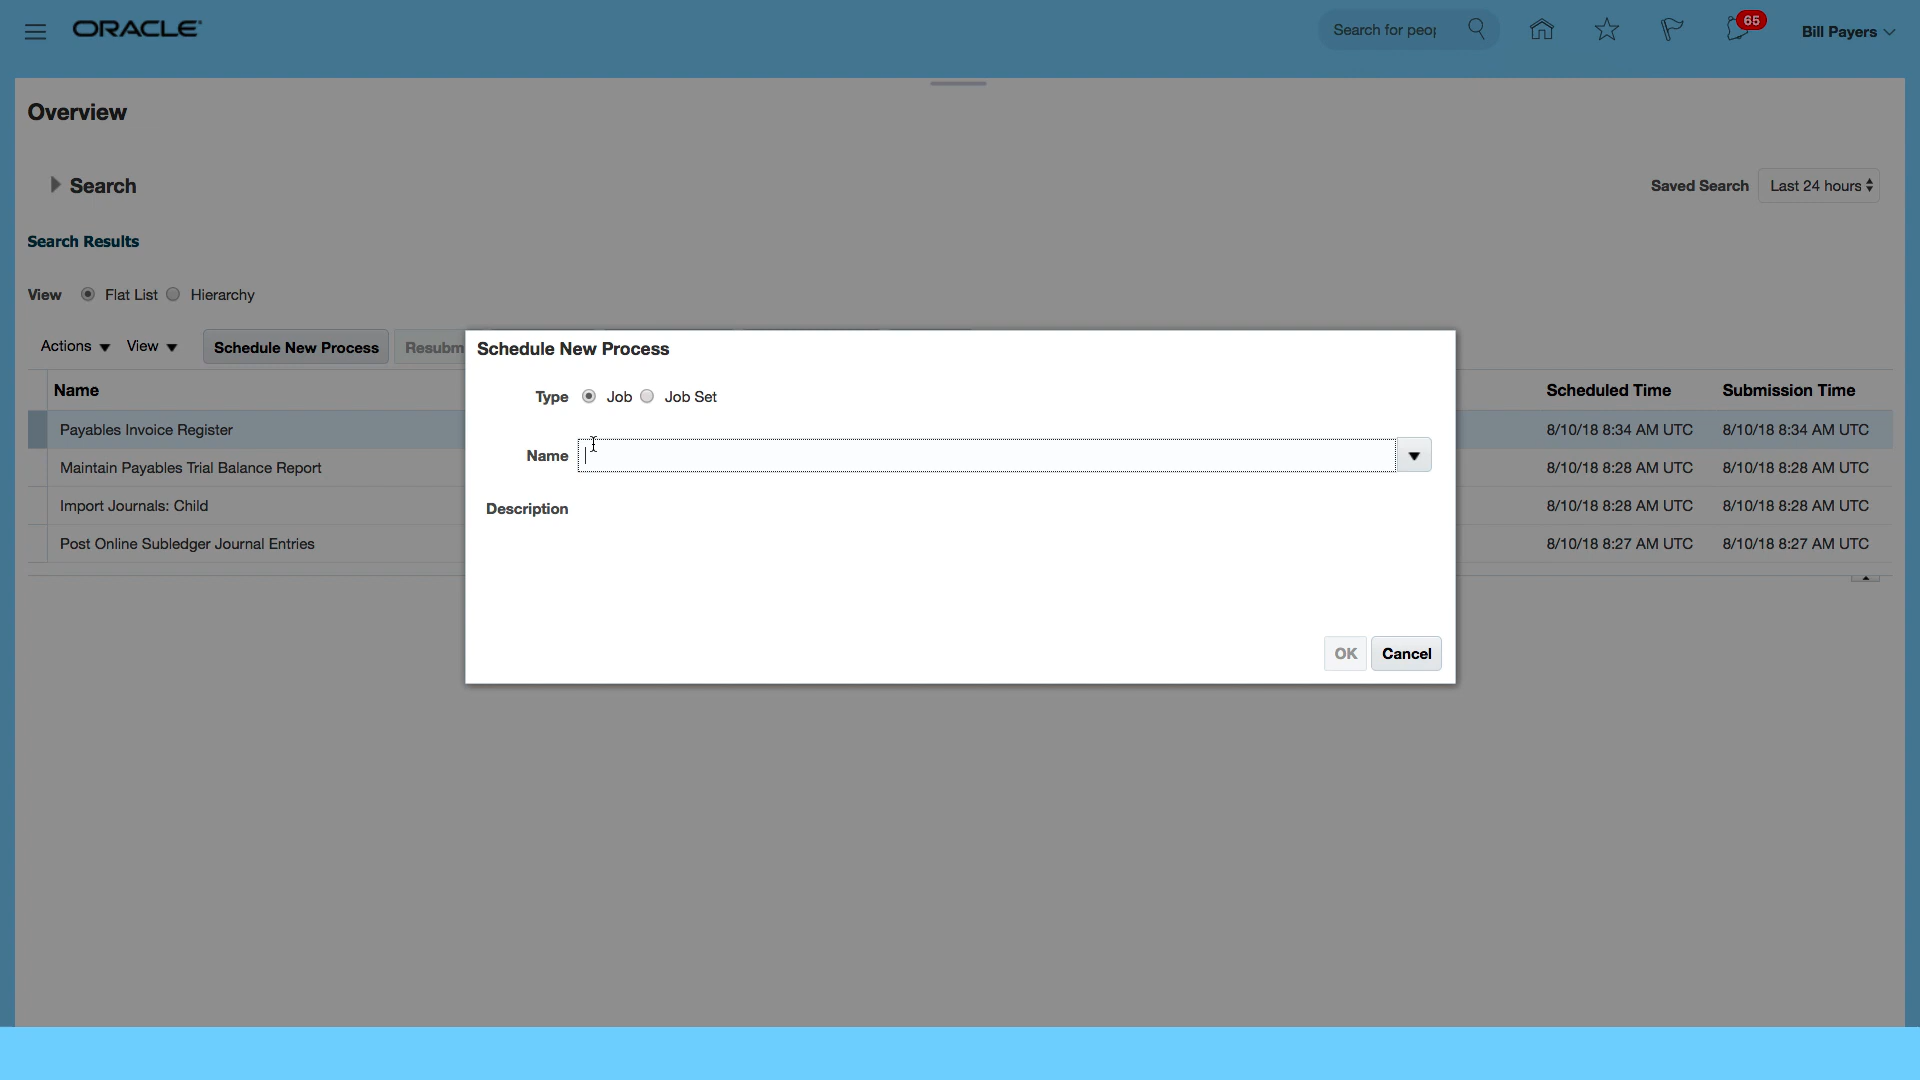 ORACLE
Search for peop
65
Bill Payers
Overview
Search
Saved Search Last 24 hours
Search Results
View Flat List Hierarchy
Actions View Schedule New Process Resubm
Name Scheduled Time Submission Time
Payables Invoice Register 8/10/18 8:34 AM UTC 8/10/18 8:34 AM UTC
Maintain Payables Trial Balance Report 8/10/18 8:28 AM UTC 8/10/18 8:28 AM UTC
Import Journals: Child 8/10/18 8:28 AM UTC 8/10/18 8:28 AM UTC
Post Online Subledger Journal Entries 8/10/18 8:27 AM UTC 8/10/18 8:27 AM UTC
Schedule New Process
Type Job Job Set
Name
Description
OK Cancel